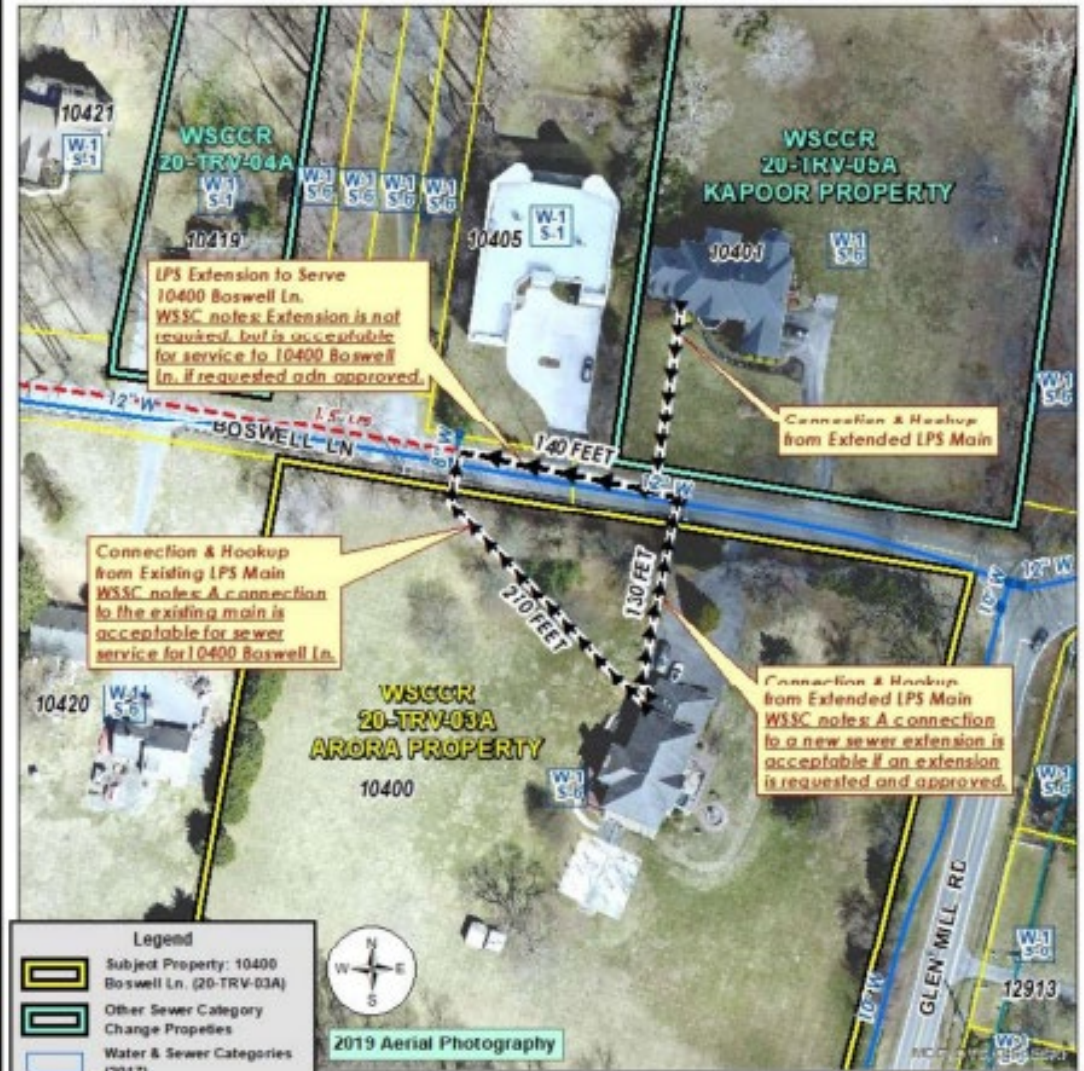 10421
W-1
S-1
WSCCR
20-TRV-04A
W-1
S-1
10419
W-1
S-6
W-1
S-6
W-1
S-6
W-1
S-6
10405
W-1
S-1
WSCCR
20-TRV-05A
KAPOOR PROPERTY
10401
W-1
S-6
LPS Extension to Serve
10400 Boswell Ln.
WSSC notes: Extension is not
required, but is acceptable
for service to 10400 Boswell
Ln. if requested adn approved.
W-1
S-6
Connection & Hookup
from Extended LPS Main
12" W
1.5" LPS
BOSWELL LN
8" W
140 FEET
12"
12" W
10" W
Connection & Hookup
from Existing LPS Main
WSSC notes: A connection
to the existing main is
acceptable for sewer
service for10400 Boswell Ln.
210 FEET
130 FEET
Connection & Hookup
from Extended LPS Main
WSSC notes: A connection
to a new sewer extension is
acceptable if an extension
is requested and approved.
10420
W-1
S-6
WSCCR
20-TRV-03A
ARORA PROPERTY
10400
W-1
S-6
W-1
S-6
GLEN MILL RD
10" W
W-1
12913
W-1
Legend
Subject Property: 10400
Boswell Ln. (20-TRV-03A)
Other Sewer Category
Change Propeties
Water & Sewer Categories
(2017)
N
W
E
S
2019 Aerial Photography